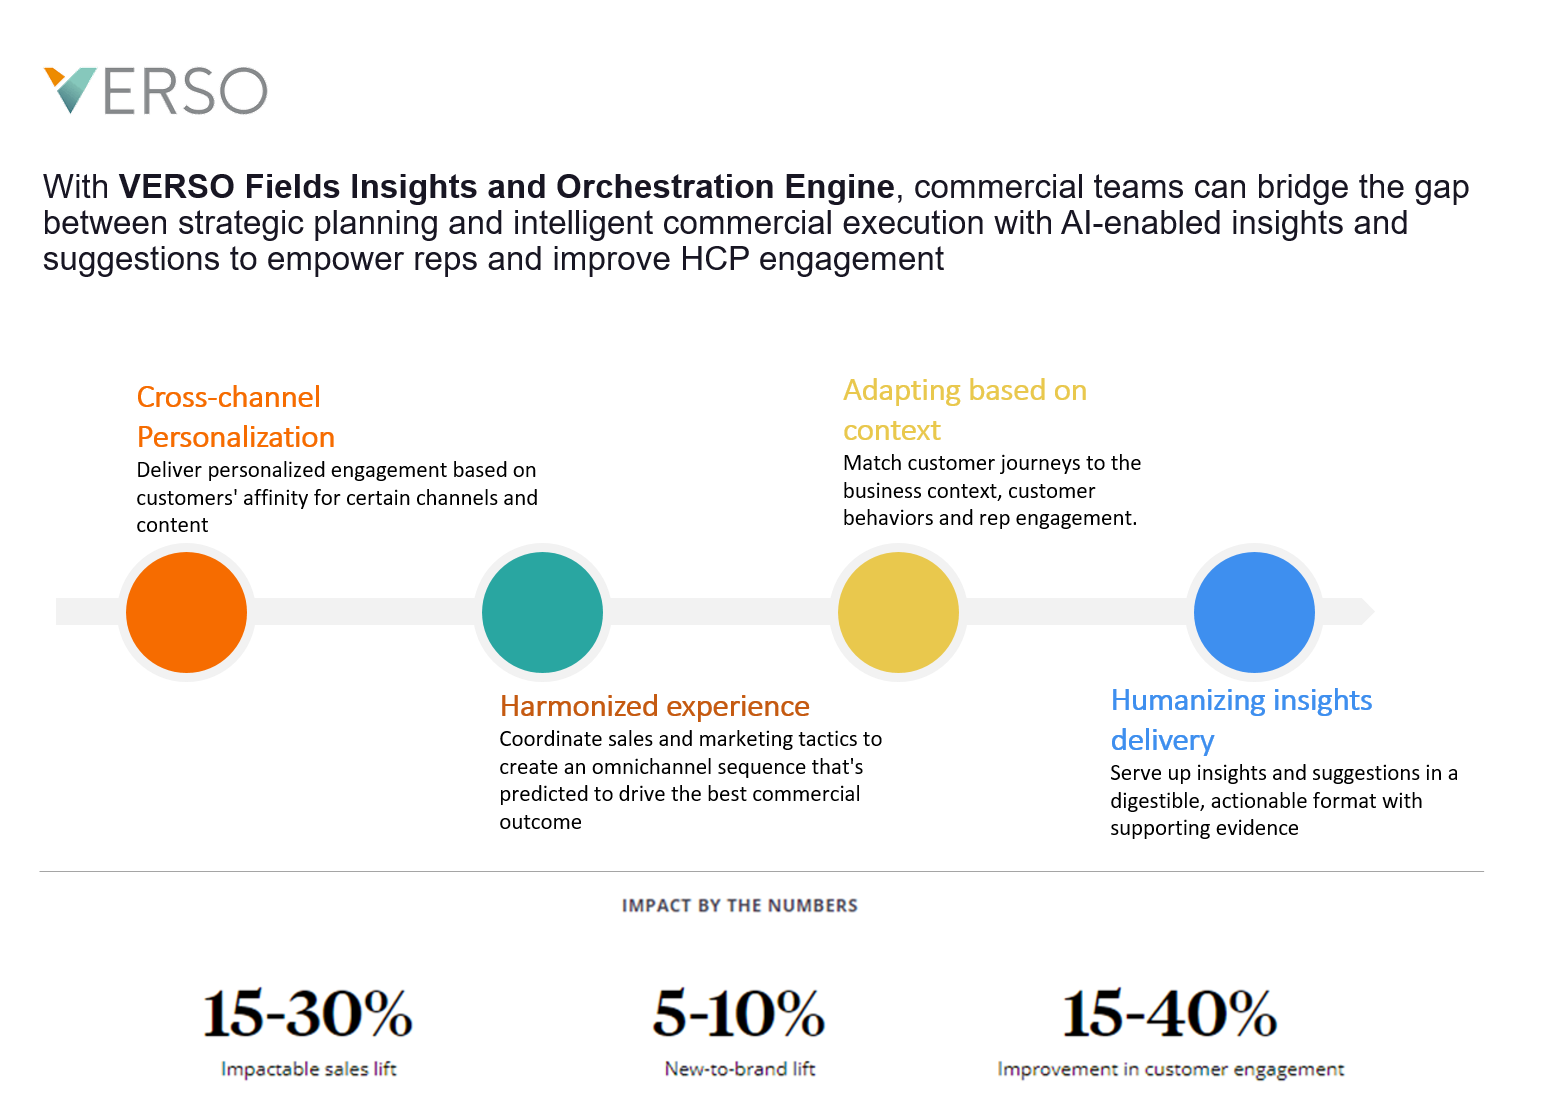 VERSO
With VERSO Fields Insights and Orchestration Engine, commercial teams can bridge the gap
between strategic planning and intelligent commercial execution with AI-enabled insights and
suggestions to empower reps and improve HCP engagement
Cross-channel
Personalization
Deliver personalized engagement based on
customers' affinity for certain channels and
content
Adapting based on
context
Match customer journeys to the
business context, customer
behaviors and rep engagement.
Harmonized experience
Coordinate sales and marketing tactics to
create an omnichannel sequence that's
predicted to drive the best commercial
outcome
Humanizing insights
delivery
Serve up insights and suggestions in a
digestible, actionable format with
supporting evidence
IMPACT BY THE NUMBERS
15-30%
Impactable sales lift
5-10%
New-to-brand lift
15-40%
Improvement in customer engagement